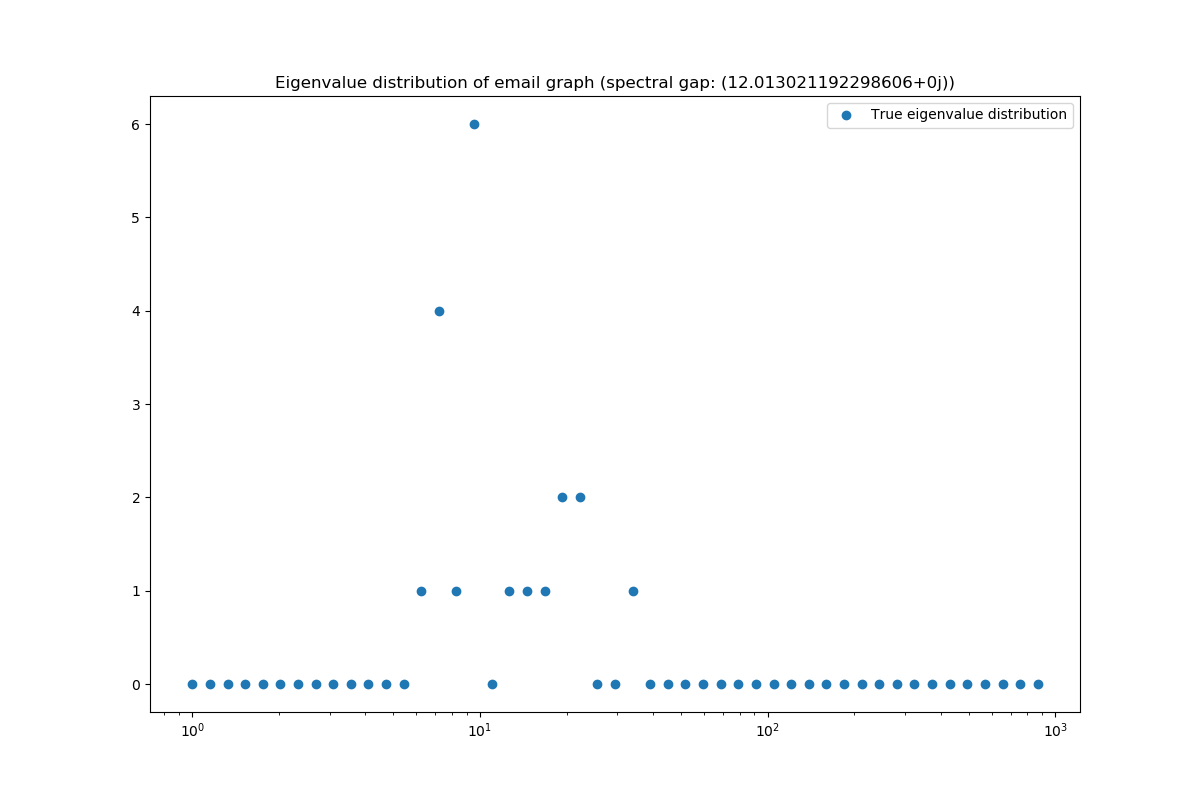 Eigenvalue distribution of email graph (spectral gap: (12.013021192298606+0j))
True eigenvalue distribution
6
5
4
3
2
1
0
10⁰ 10¹ 10² 10³